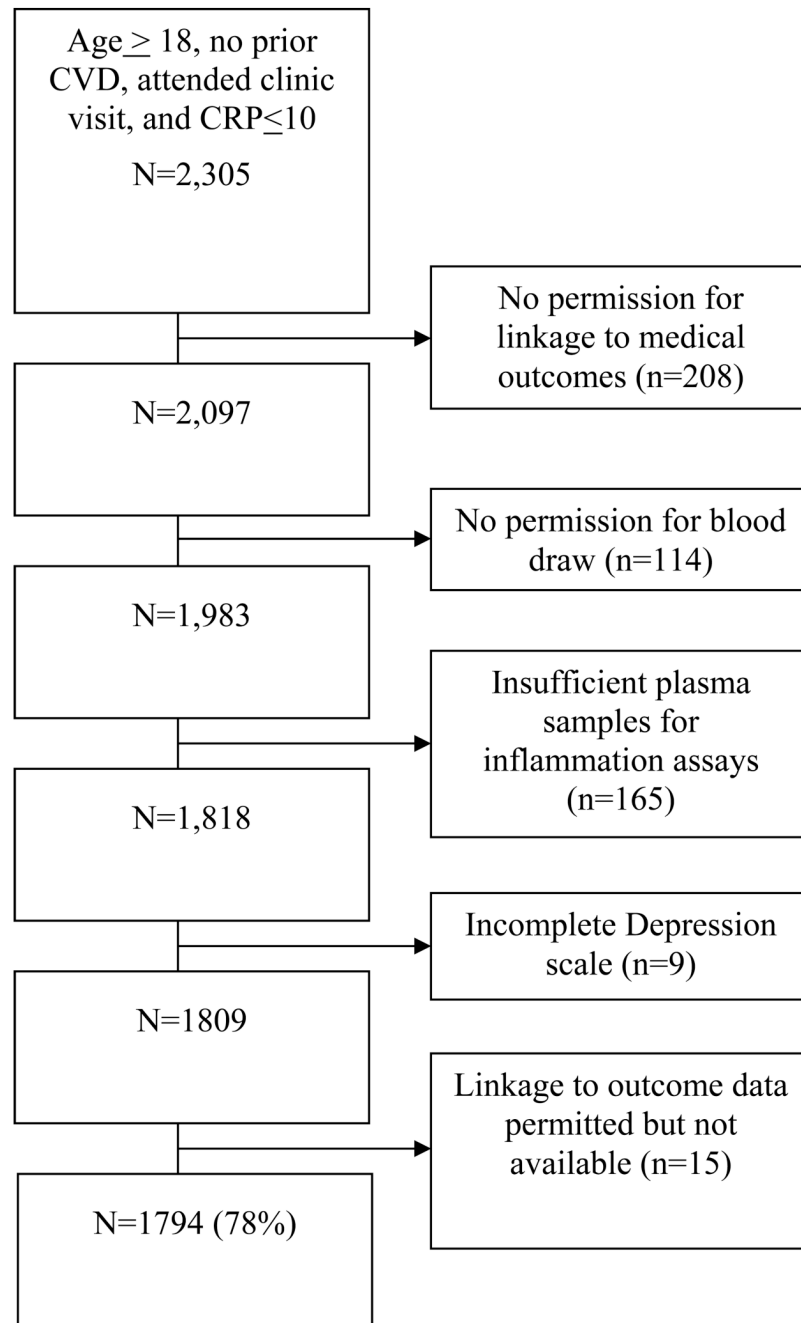 Age ≥ 18, no prior
CVD, attended clinic
visit, and CRP≤10
N=2,305
No permission for
linkage to medical
outcomes (n=208)
N=2,097
No permission for blood
draw (n=114)
N=1,983
Insufficient plasma
samples for
inflammation assays
(n=165)
N=1,818
Incomplete Depression
scale (n=9)
N=1809
Linkage to outcome data
permitted but not
available (n=15)
N=1794 (78%)